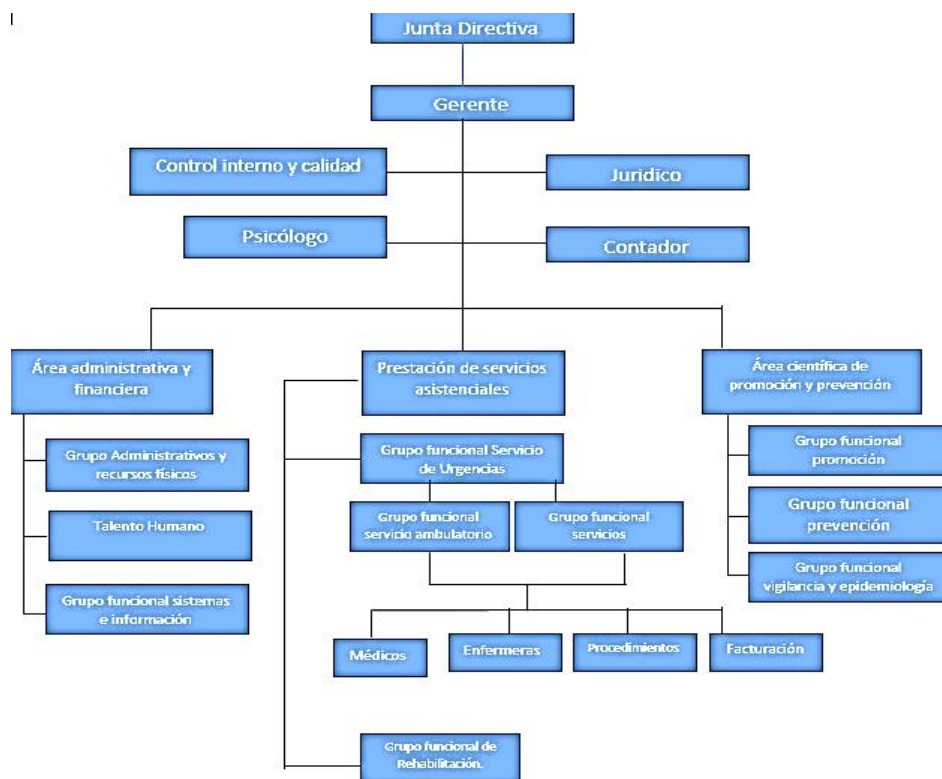 Junta Directiva
Gerente
Control interno y calidad
Juridico
Psicólogo
Contador
Área administrativa y
financiera
Prestación de servicios
asistenciales
Área científica de
promoción y prevención
Grupo Administrativos y
recursos físicos
Talento Humano
Grupo funcional sistemas
e información
Grupo funcional Servicio
de Urgencias
Grupo funcional
servicio ambulatorio
Grupo funcional
servicios
Médicos
Enfermeras
Procedimientos
Facturación
Grupo funcional de
Rehabilitación.
Grupo funcional
promoción
Grupo funcional
prevención
Grupo funcional
vigilancia y epidemiología